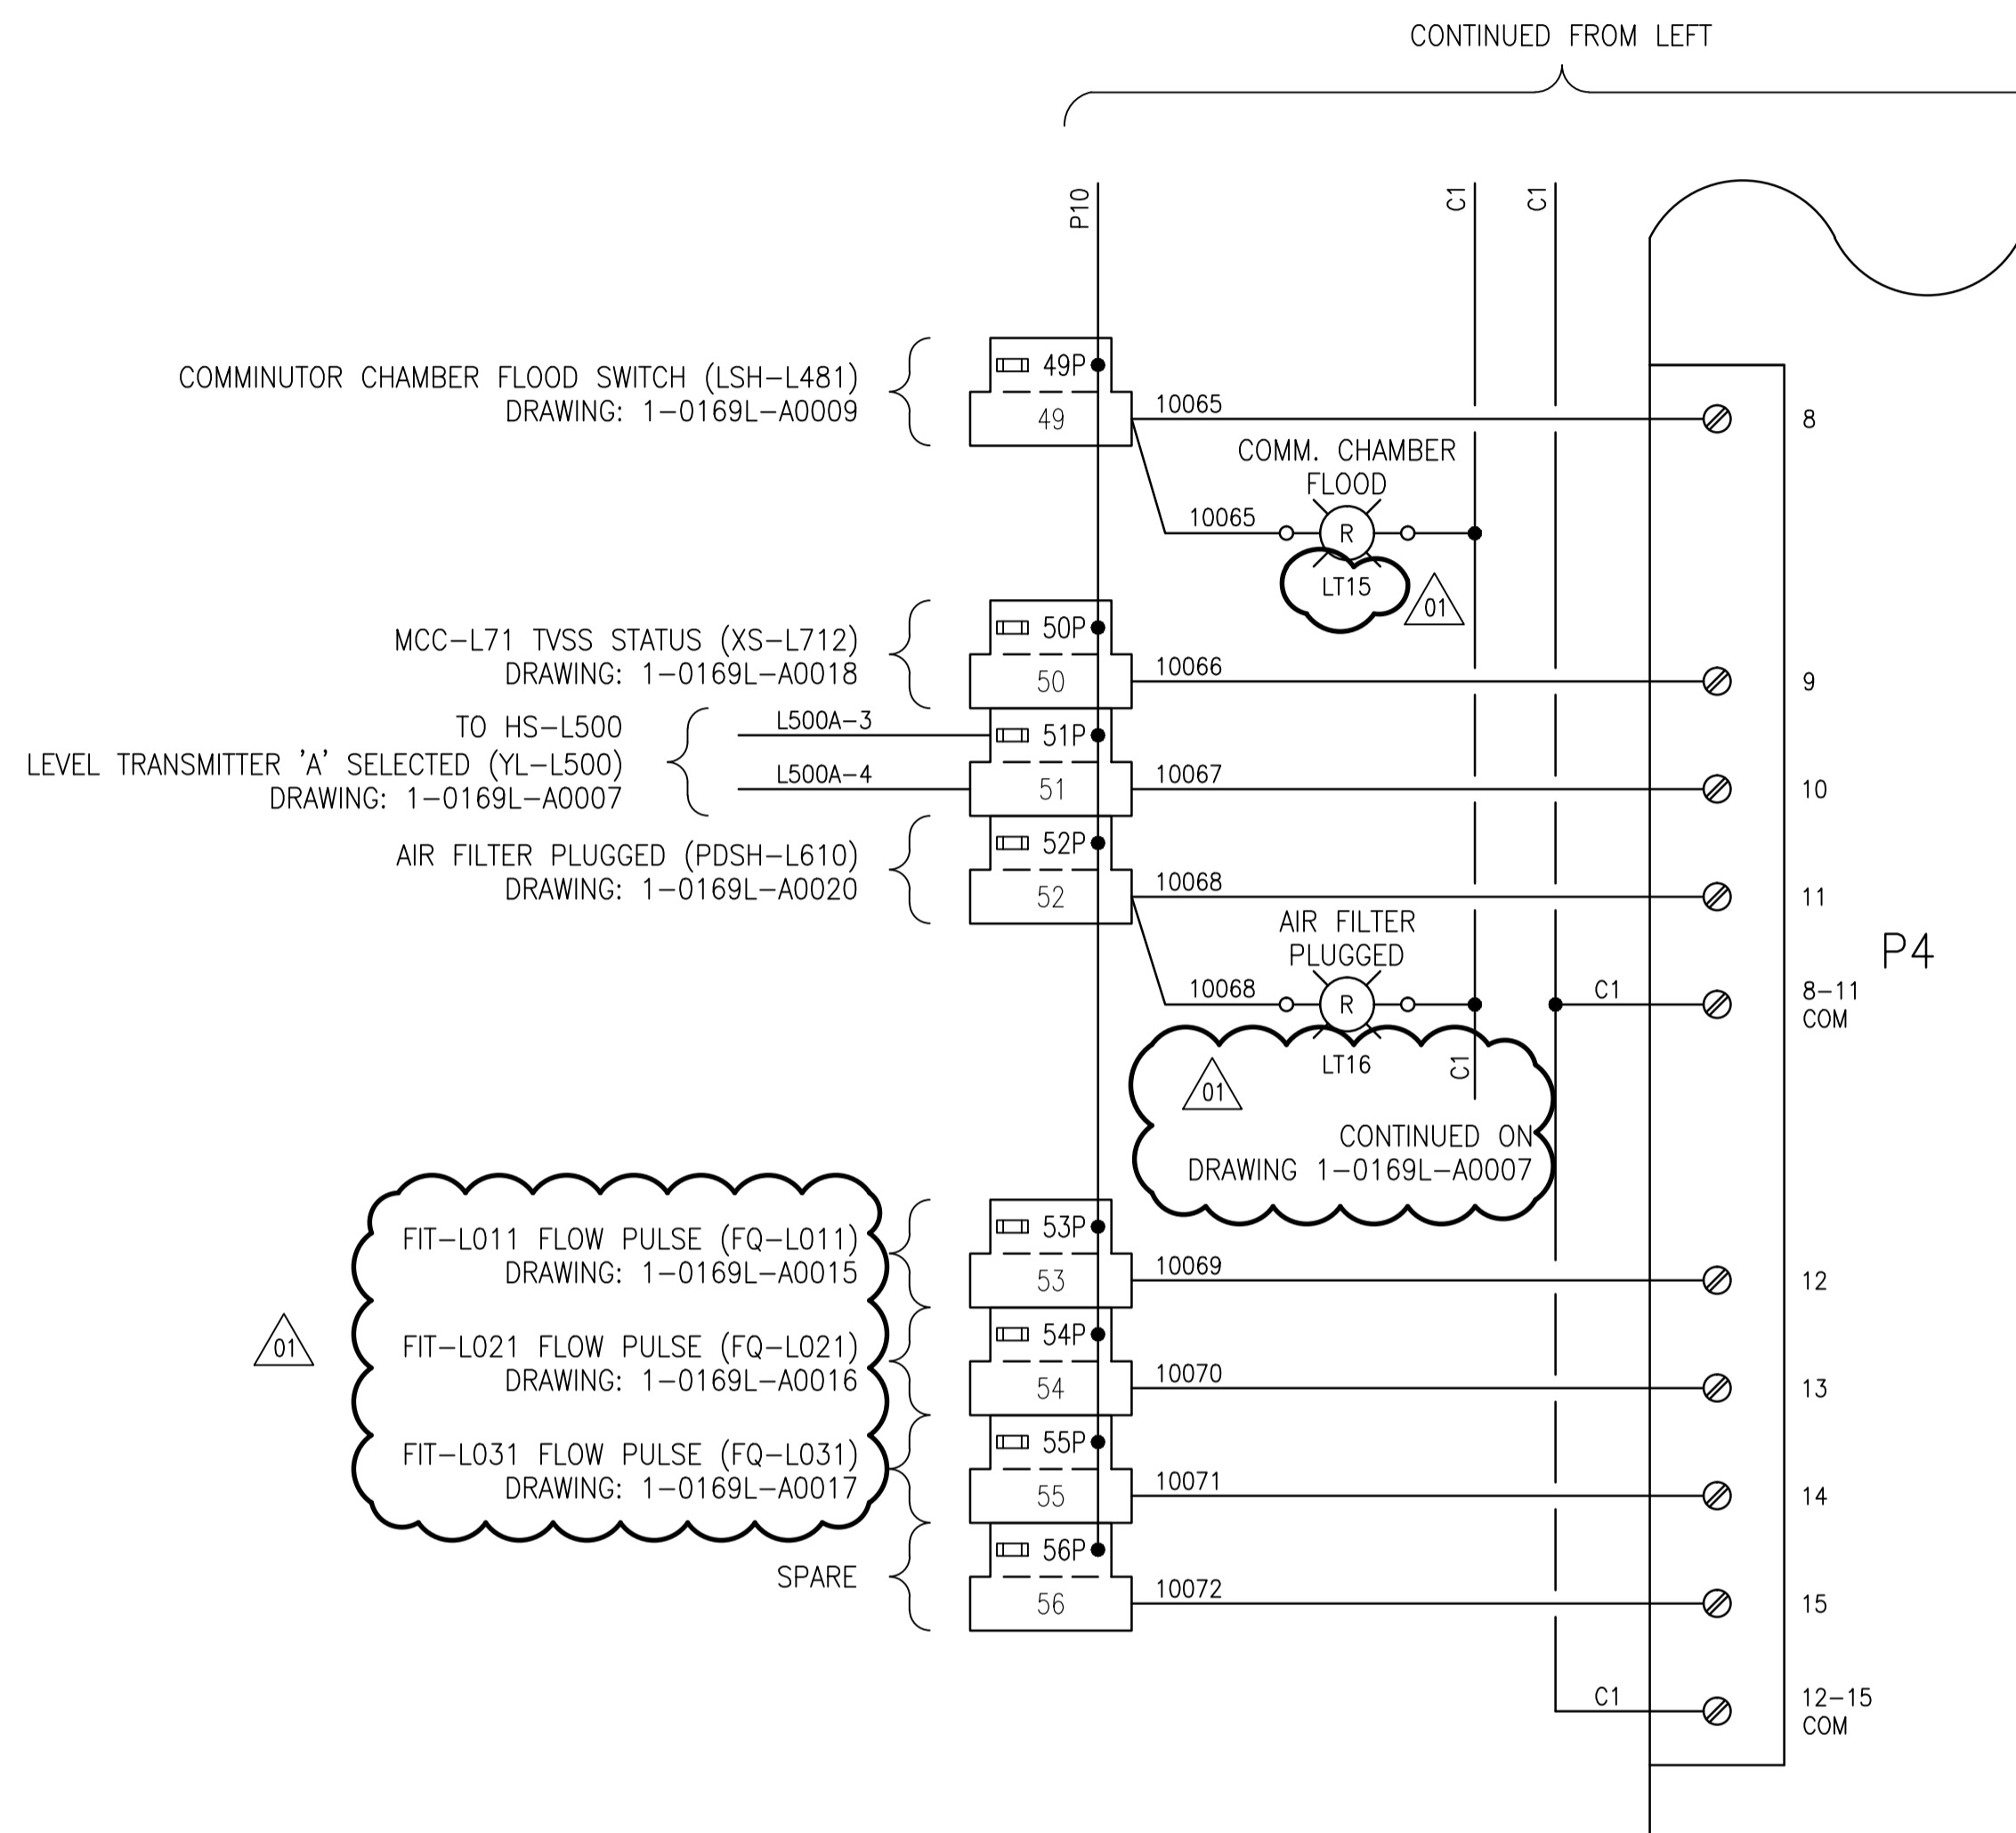 CONTINUED FROM LEFT
P10
C1
C1
COMMINUTOR CHAMBER FLOOD SWITCH (LSH-L481)
DRAWING: 1-0169L-A0009
49P
49
10065
8
COMM. CHAMBER
FLOOD
10065
R
LT15
01
MCC-L71 TVSS STATUS (XS-L712)
DRAWING: 1-0169L-A0018
50P
50
10066
9
TO HS-L500
LEVEL TRANSMITTER 'A' SELECTED (YL-L500)
DRAWING: 1-0169L-A0007
L500A-3
L500A-4
51P
51
10067
10
AIR FILTER PLUGGED (PDSH-L610)
DRAWING: 1-0169L-A0020
52P
52
10068
11
AIR FILTER
PLUGGED
10068
R
LT16
C1
8-11
COM
P4
01
C1
CONTINUED ON
DRAWING 1-0169L-A0007
01
FIT-L011 FLOW PULSE (FQ-L011)
DRAWING: 1-0169L-A0015
53P
53
10069
12
FIT-L021 FLOW PULSE (FQ-L021)
DRAWING: 1-0169L-A0016
54P
54
10070
13
FIT-L031 FLOW PULSE (FQ-L031)
DRAWING: 1-0169L-A0017
55P
55
10071
14
SPARE
56P
56
10072
15
C1
12-15
COM